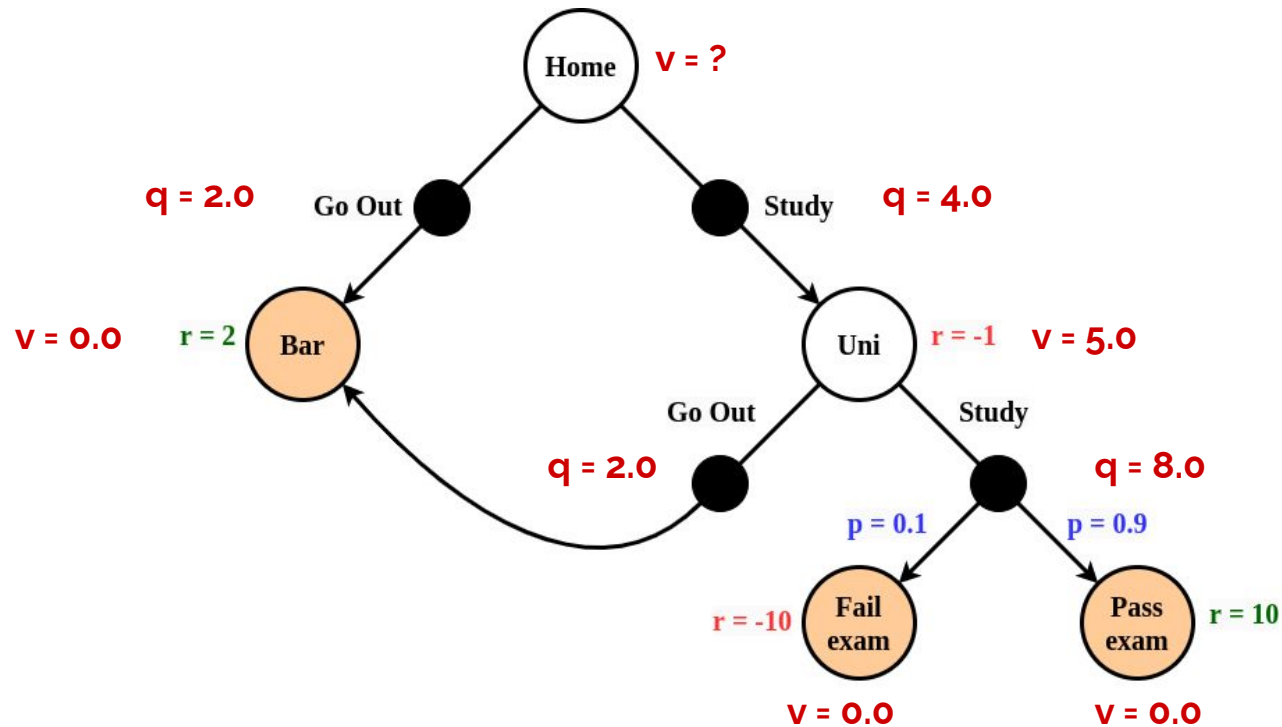 Home
v = ?
q = 2.0
Go Out
Study
q = 4.0
v = 0.0
r = 2
Bar
Uni
r = -1
v = 5.0
Go Out
Study
q = 2.0
q = 8.0
p = 0.1
p = 0.9
r = -10
Fail
exam
Pass
exam
r = 10
v = 0.0
v = 0.0